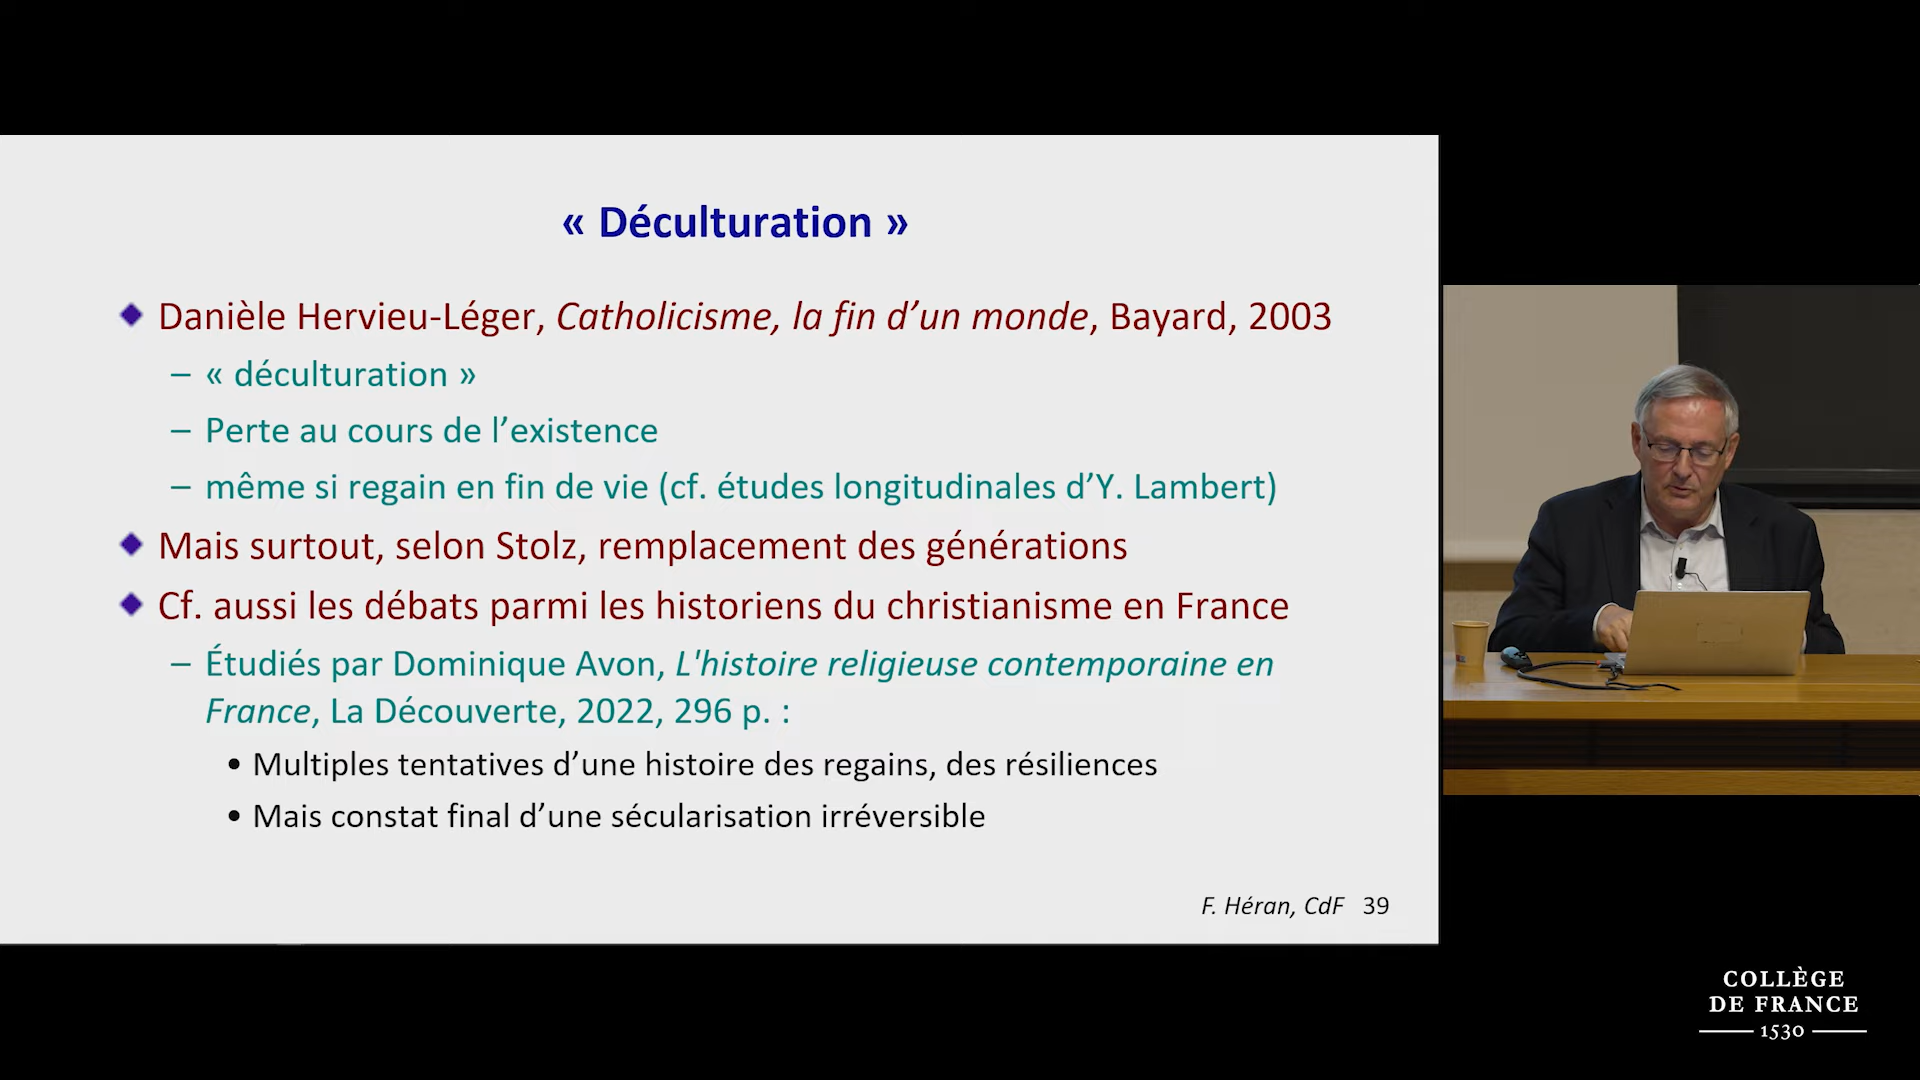 « Déculturation »
Danièle Hervieu-Léger, Catholicisme, la fin d’un monde, Bayard, 2003
– « déculturation »
– Perte au cours de l’existence
– même si regain en fin de vie (cf. études longitudinales d’Y. Lambert)
Mais surtout, selon Stolz, remplacement des générations
Cf. aussi les débats parmi les historiens du christianisme en France
– Étudiés par Dominique Avon, L'histoire religieuse contemporaine en
France, La Découverte, 2022, 296 p. :
• Multiples tentatives d’une histoire des regains, des résiliences
• Mais constat final d’une sécularisation irréversible
F. Héran, CdF 39
COLLÈGE
DE FRANCE
1530